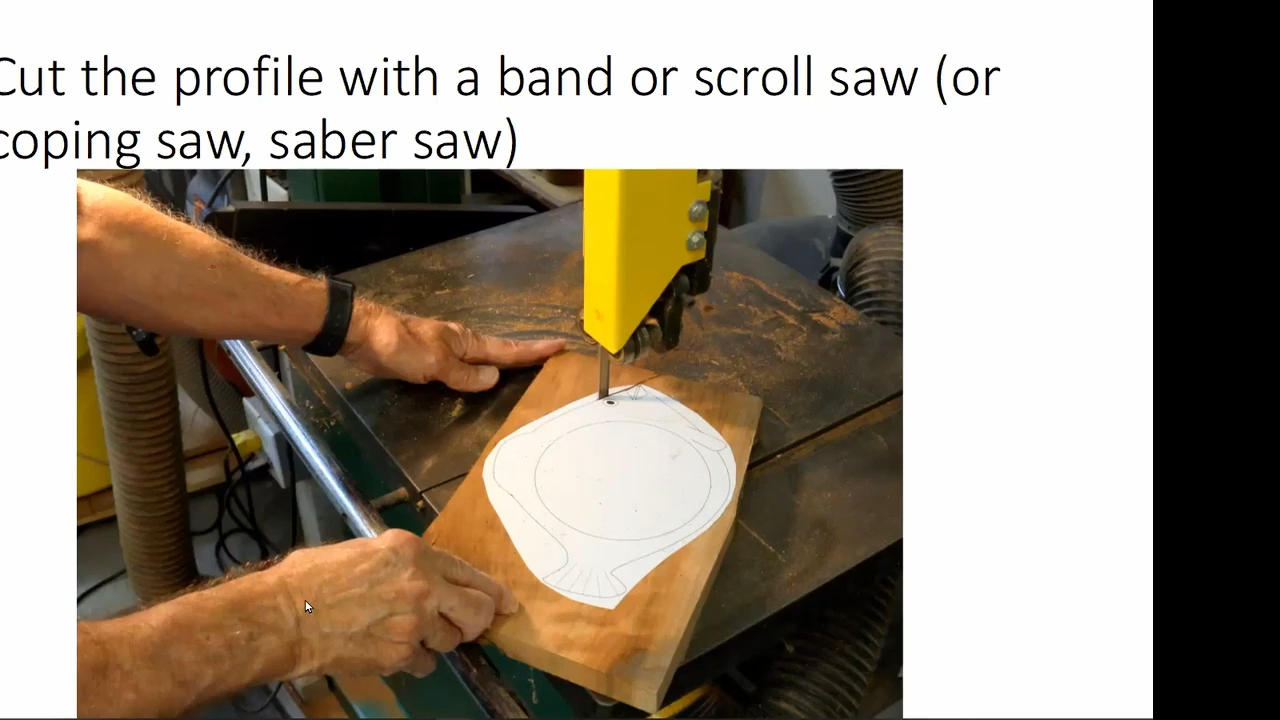 Cut the profile with a band or scroll saw (or
coping saw, saber saw)